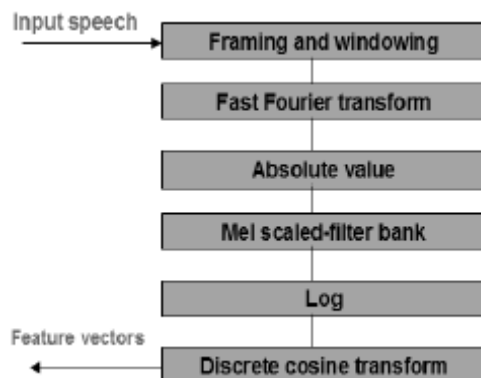 Input speech
Framing and windowing
Fast Fourier transform
Absolute value
Mel scaled-filter bank
Log
Feature vectors
Discrete cosine transform